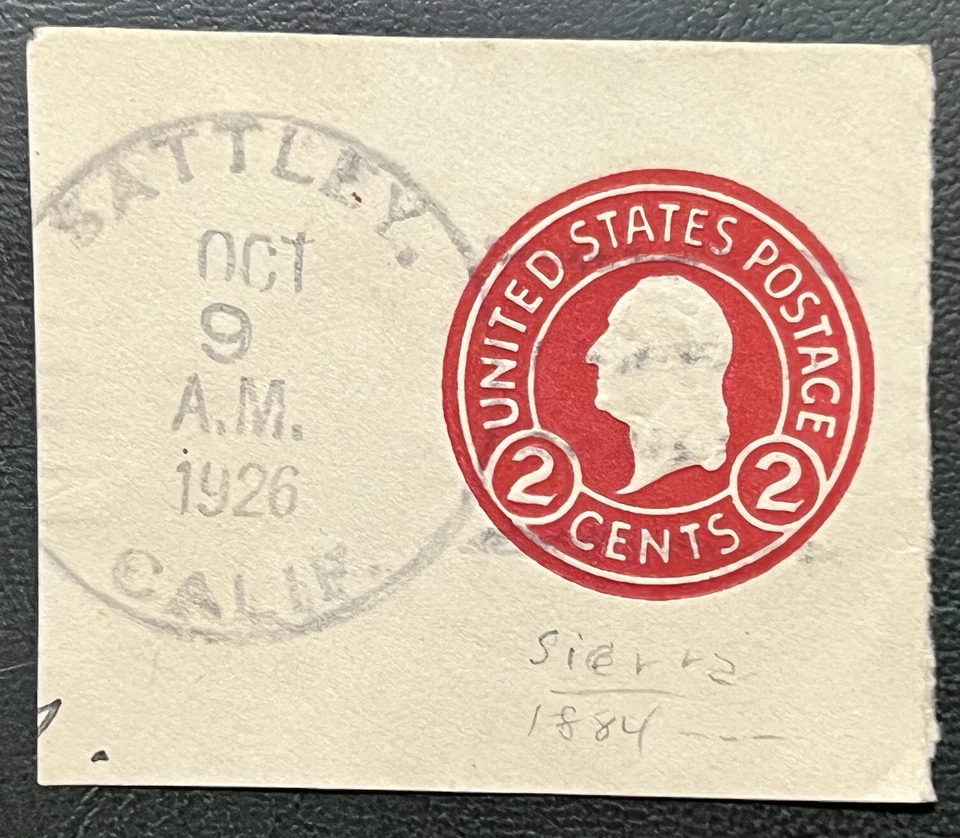 SATTLEY.
OCT
9
A.M.
1926
CALIF.
UNITED STATES POSTAGE
2 CENTS 2
Sierra
1884 ---